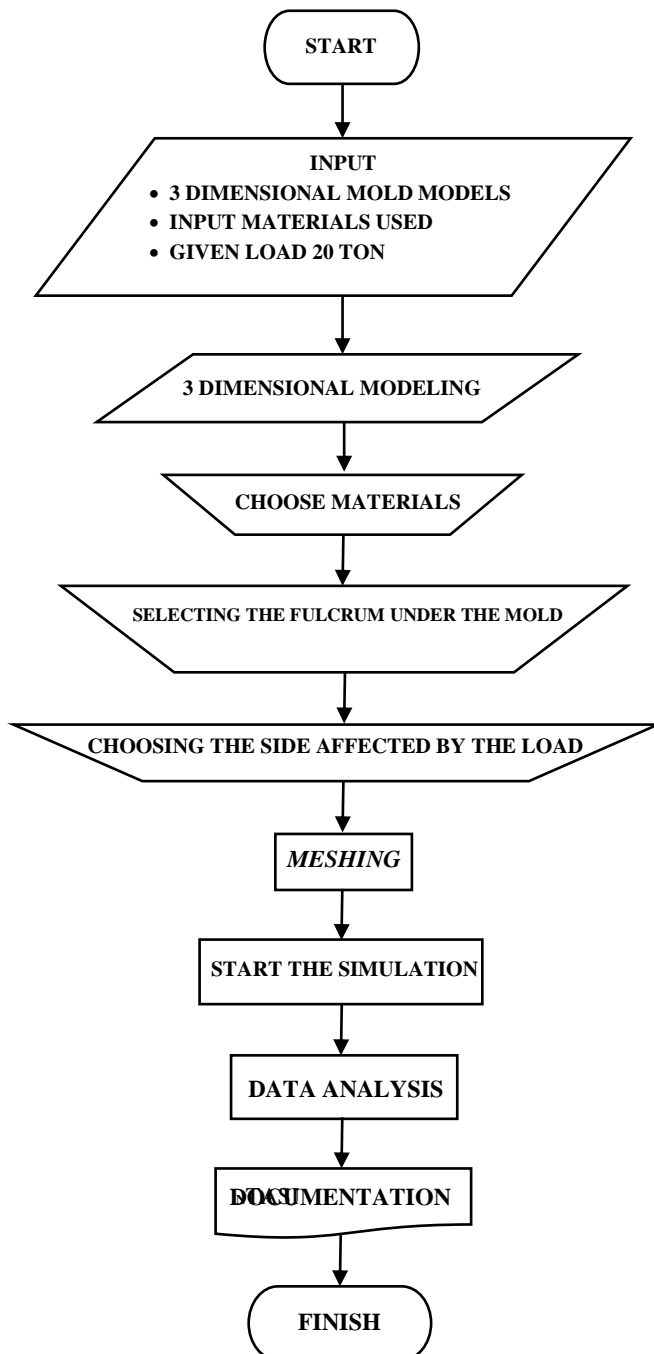 START
INPUT
• 3 DIMENSIONAL MOLD MODELS
• INPUT MATERIALS USED
• GIVEN LOAD 20 TON
3 DIMENSIONAL MODELING
CHOOSE MATERIALS
SELECTING THE FULCRUM UNDER THE MOLD
CHOOSING THE SIDE AFFECTED BY THE LOAD
MESHING
START THE SIMULATION
DATA ANALYSIS
DOCUMENTATION
FINISH